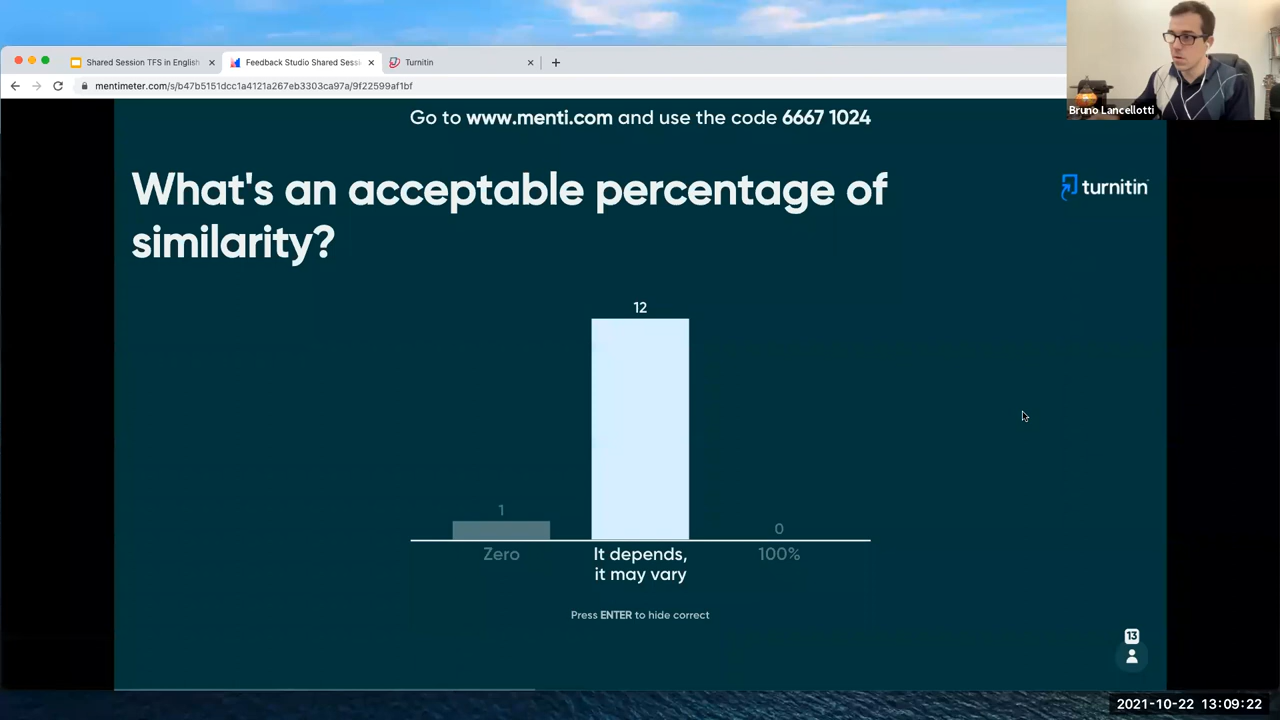 Shared Session TFS in English
Feedback Studio Shared Sessi
Turnitin
mentimeter.com/s/b47b5151dcc1a4121a267eb3303ca97a/9f22599af1bf
Bruno Lancellotti
Go to www.menti.com and use the code 6667 1024
What's an acceptable percentage of
similarity?
turnitin
12
1
0
Zero
It depends,
it may vary
100%
Press ENTER to hide correct
13
2021-10-22 13:09:22